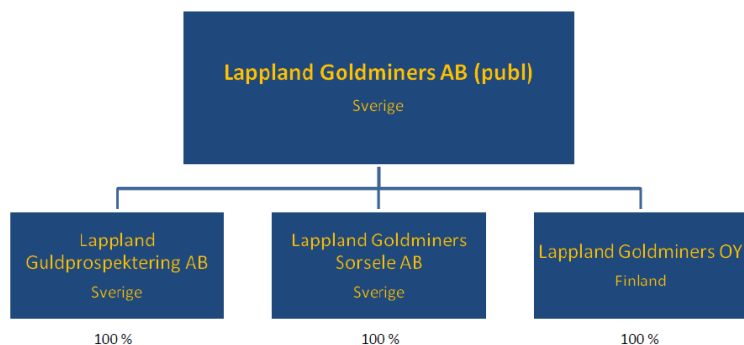 Lappland Goldminers AB (publ)
Sverige
Lappland
Guldprospektering AB
Sverige
Lappland Goldminers
Sorsele AB
Sverige
Lappland Goldminers OY
Finland
100 %
100 %
100 %